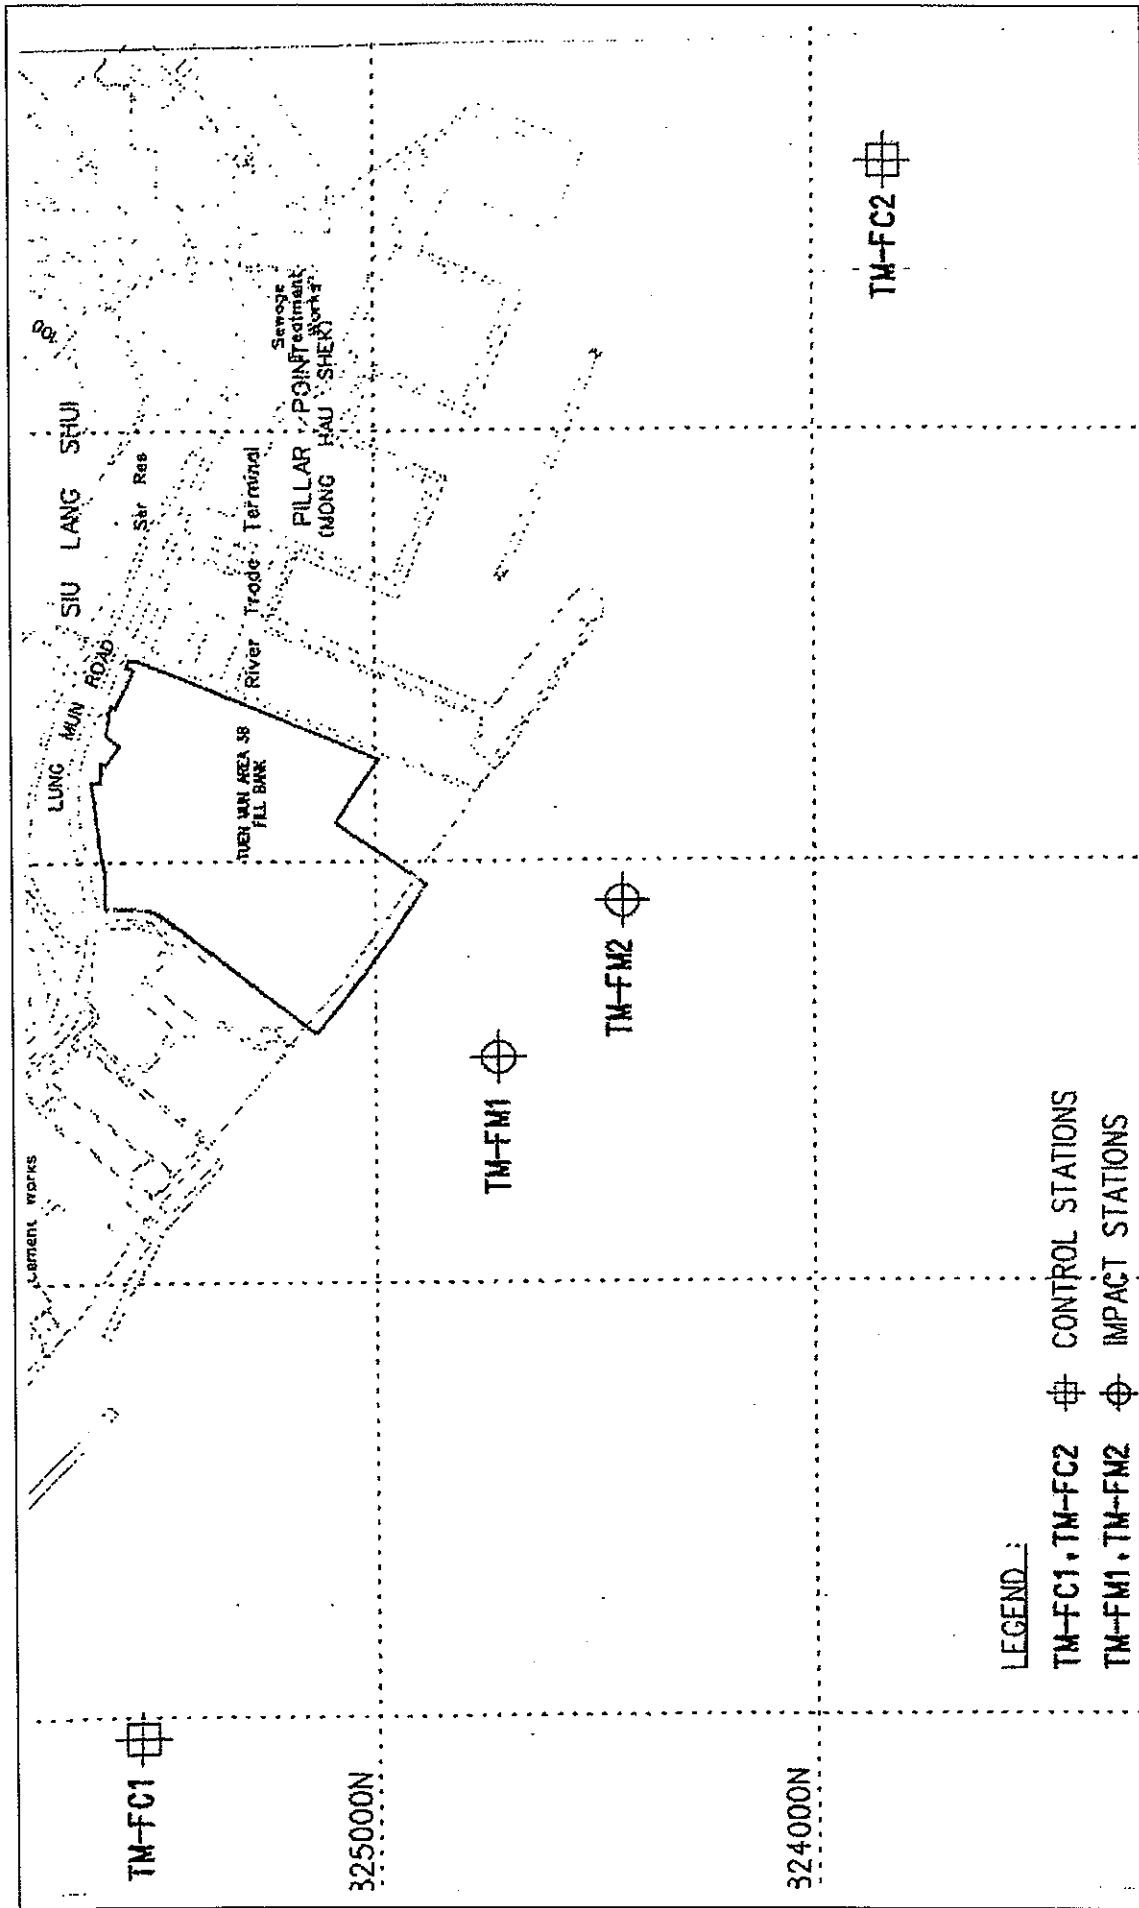 100
SIU LANG SHUI
Ser Res
LUNG MUN ROAD
Sewage
Treatment
Works
PILLAR POINT
(MONG HAU SHEK)
River Trade Terminal
TUEN MUN AREA 38
FILL BANK
Cement Works
TM-FC1
TM-FM1
TM-FM2
TM-FC2
325000N
324000N
LEGEND :
TM-FC1, TM-FC2 CONTROL STATIONS
TM-FM1, TM-FM2 IMPACT STATIONS